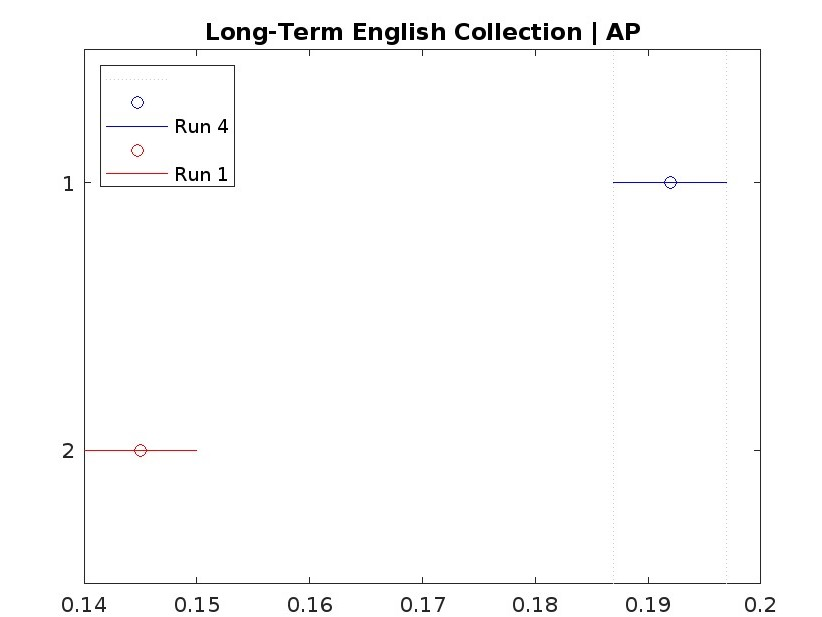 Long-Term English Collection | AP
Run 4
Run 1
1
2
0.14 0.15 0.16 0.17 0.18 0.19 0.2